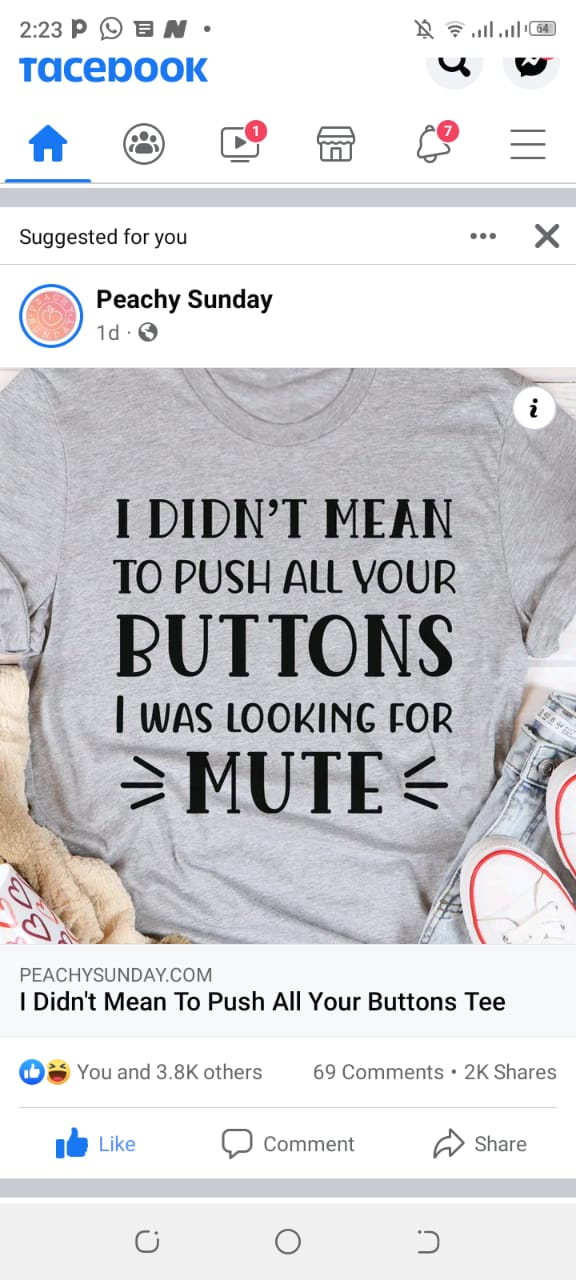 2:23
64
facebook
1
7
Suggested for you
Peachy Sunday
1d ·
I DIDN'T MEAN
TO PUSH ALL YOUR
BUTTONS
I WAS LOOKING FOR
MUTE
PEACHYSUNDAY.COM
I Didn't Mean To Push All Your Buttons Tee
You and 3.8K others 69 Comments • 2K Shares
Like Comment Share